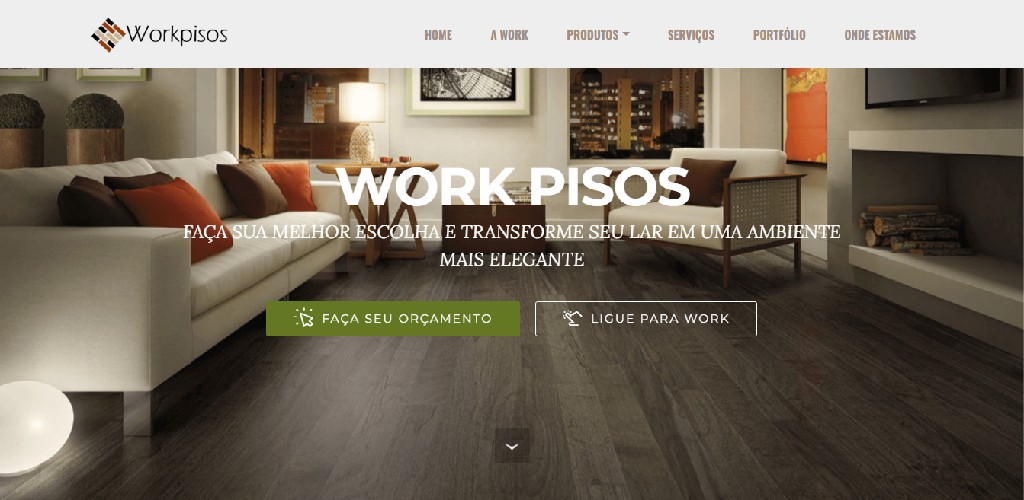 Workpisos
HOME
A WORK
PRODUTOS
SERVIÇOS
PORTFÓLIO
ONDE ESTAMOS
WORK PISOS
FAÇA SUA MELHOR ESCOLHA E TRANSFORME SEU LAR EM UMA AMBIENTE
MAIS ELEGANTE
FAÇA SEU ORÇAMENTO
LIGUE PARA WORK